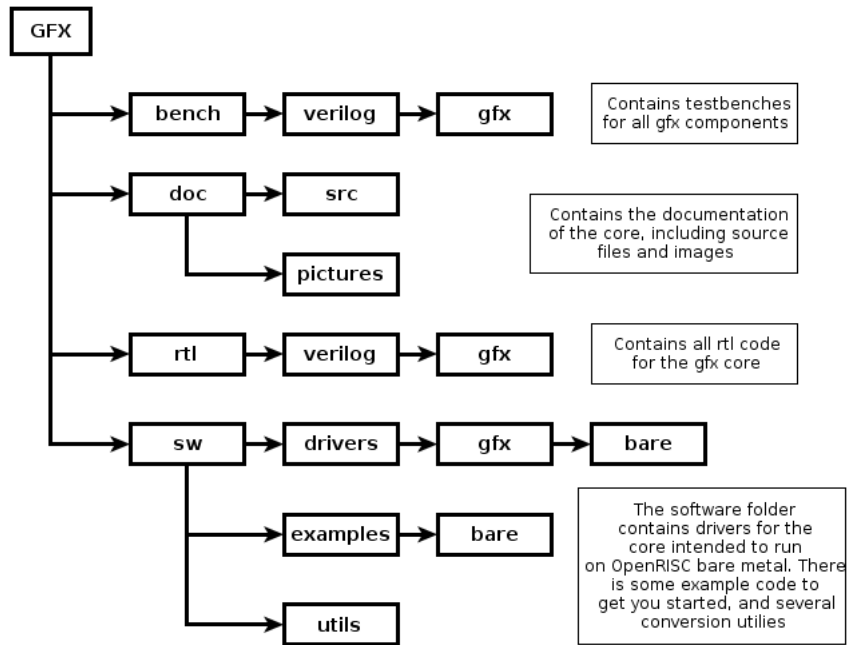 GFX
bench
verilog
gfx
Contains testbenches
for all gfx components
doc
src
Contains the documentation
of the core, including source
files and images
pictures
rtl
verilog
gfx
Contains all rtl code
for the gfx core
sw
drivers
gfx
bare
examples
bare
The software folder
contains drivers for the
core intended to run
on OpenRISC bare metal. There
is some example code to
get you started, and several
conversion utilies
utils